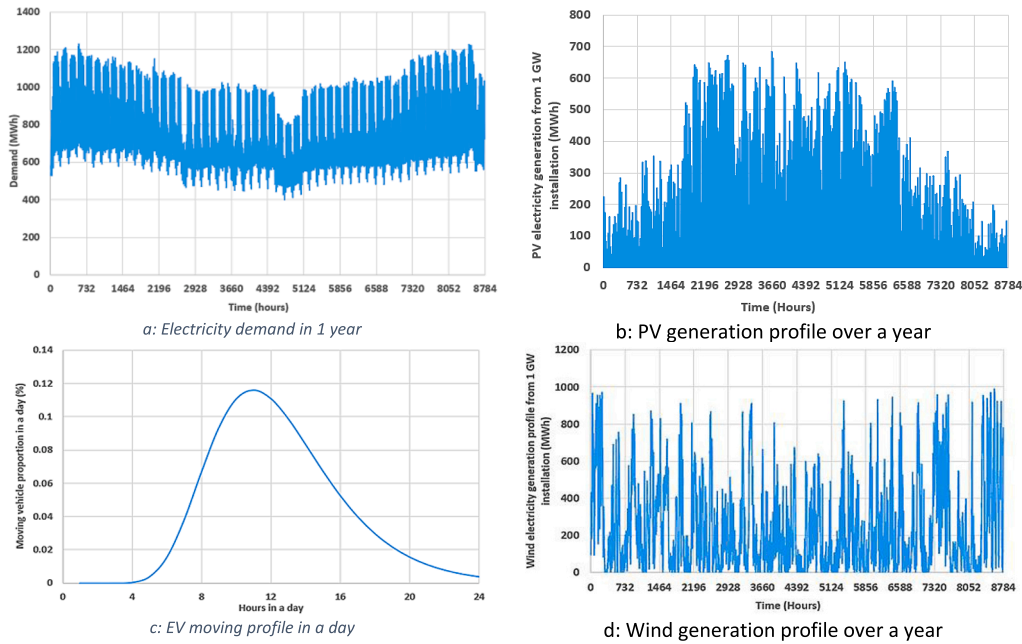 1400
1200
1000
800
600
400
200
0
Demand (MWh)
0 732 1464 2196 2928 3660 4392 5124 5856 6588 7320 8052 8784
Time (hours)
a: Electricity demand in 1 year
800
700
600
500
400
300
200
100
0
PV electricity generation from 1 GW
installation (MWh)
0 732 1464 2196 2928 3660 4392 5124 5856 6588 7320 8052 8784
Time (Hours)
b: PV generation profile over a year
0.14
0.12
0.1
0.08
0.06
0.04
0.02
0
Moving vehicle proportion in a day (%)
0 4 8 12 16 20 24
Hours in a day
c: EV moving profile in a day
1200
1000
800
600
400
200
0
Wind electricity generation profile from 1 GW
installation (MWh)
0 732 1464 2196 2928 3660 4392 5124 5856 6588 7320 8052 8784
Time (Hours)
d: Wind generation profile over a year